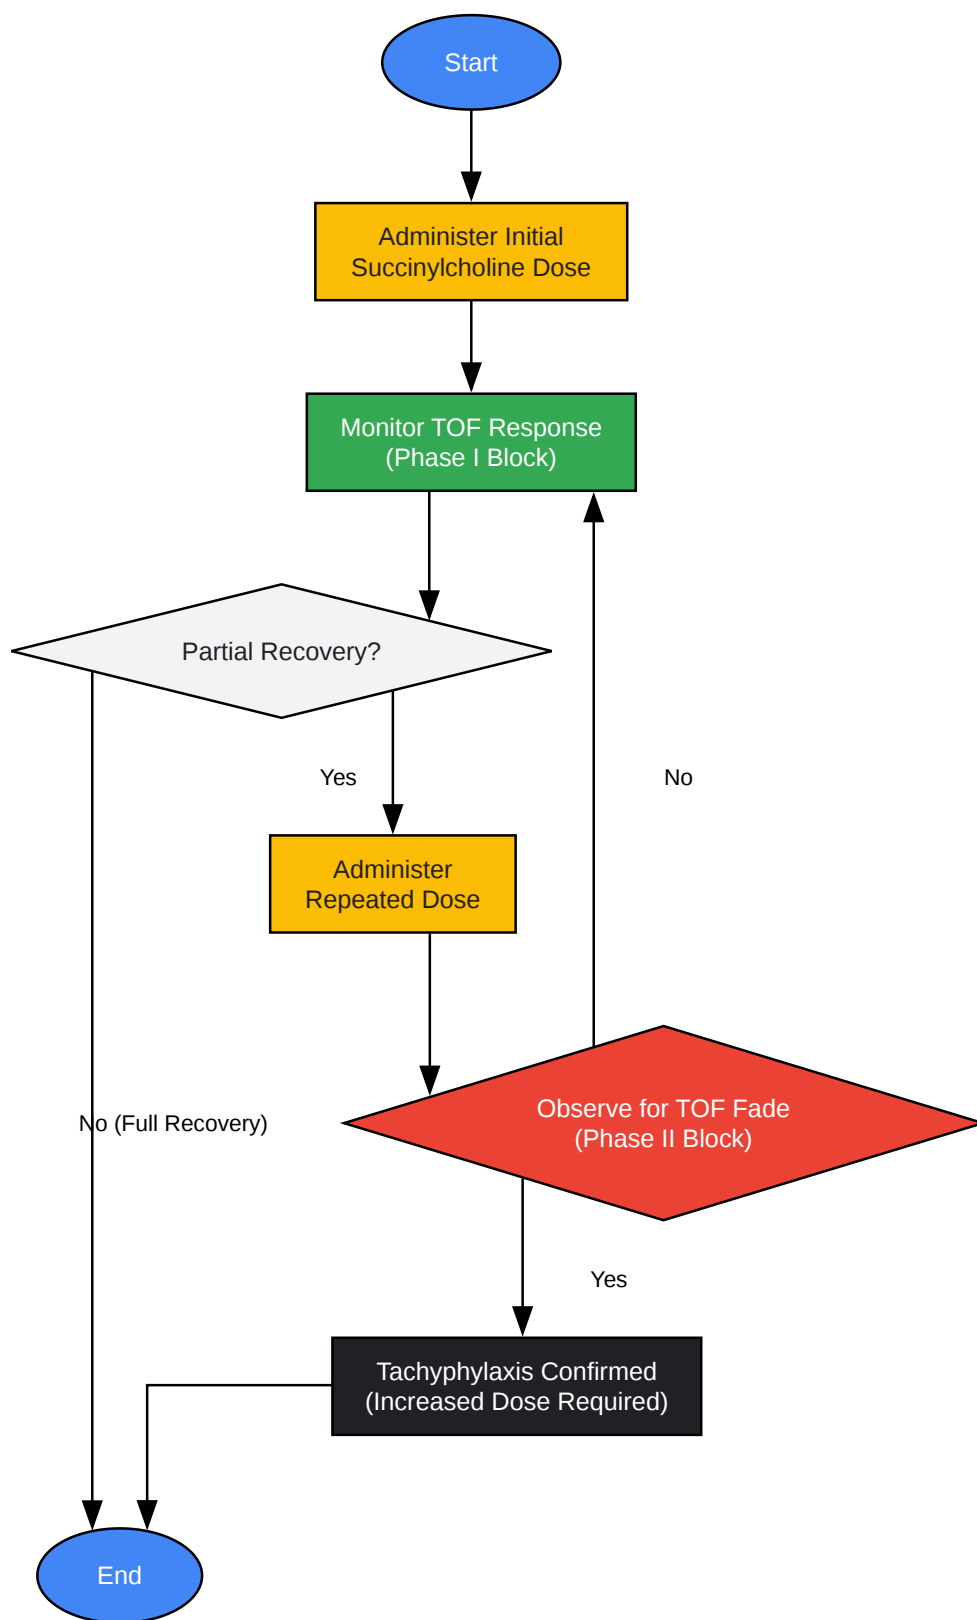 Start
Administer Initial
Succinylcholine Dose
Monitor TOF Response
(Phase I Block)
Partial Recovery?
Yes
No
Administer
Repeated Dose
Observe for TOF Fade
(Phase II Block)
No (Full Recovery)
Yes
Tachyphylaxis Confirmed
(Increased Dose Required)
End